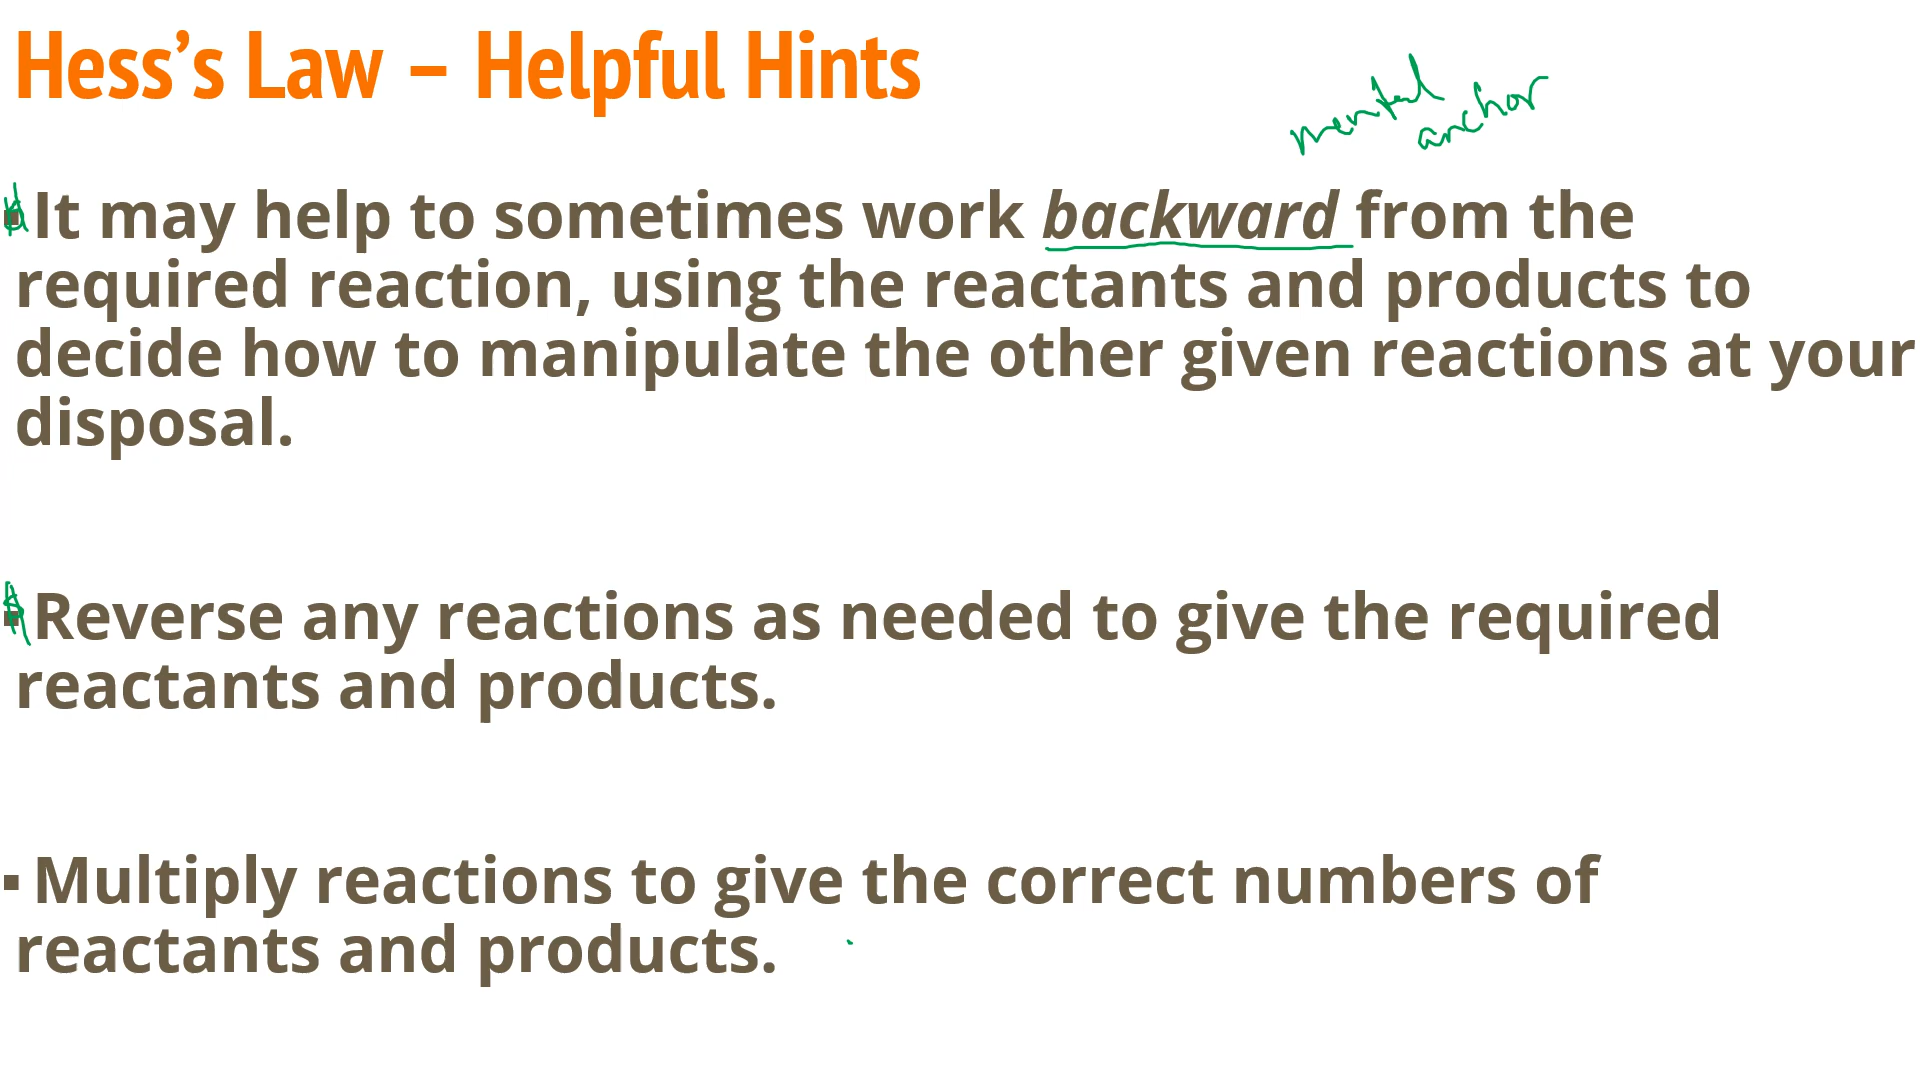 Hess’s Law – Helpful Hints
mental
anchor
▪ It may help to sometimes work backward from the
required reaction, using the reactants and products to
decide how to manipulate the other given reactions at your
disposal.
▪ Reverse any reactions as needed to give the required
reactants and products.
▪ Multiply reactions to give the correct numbers of
reactants and products.